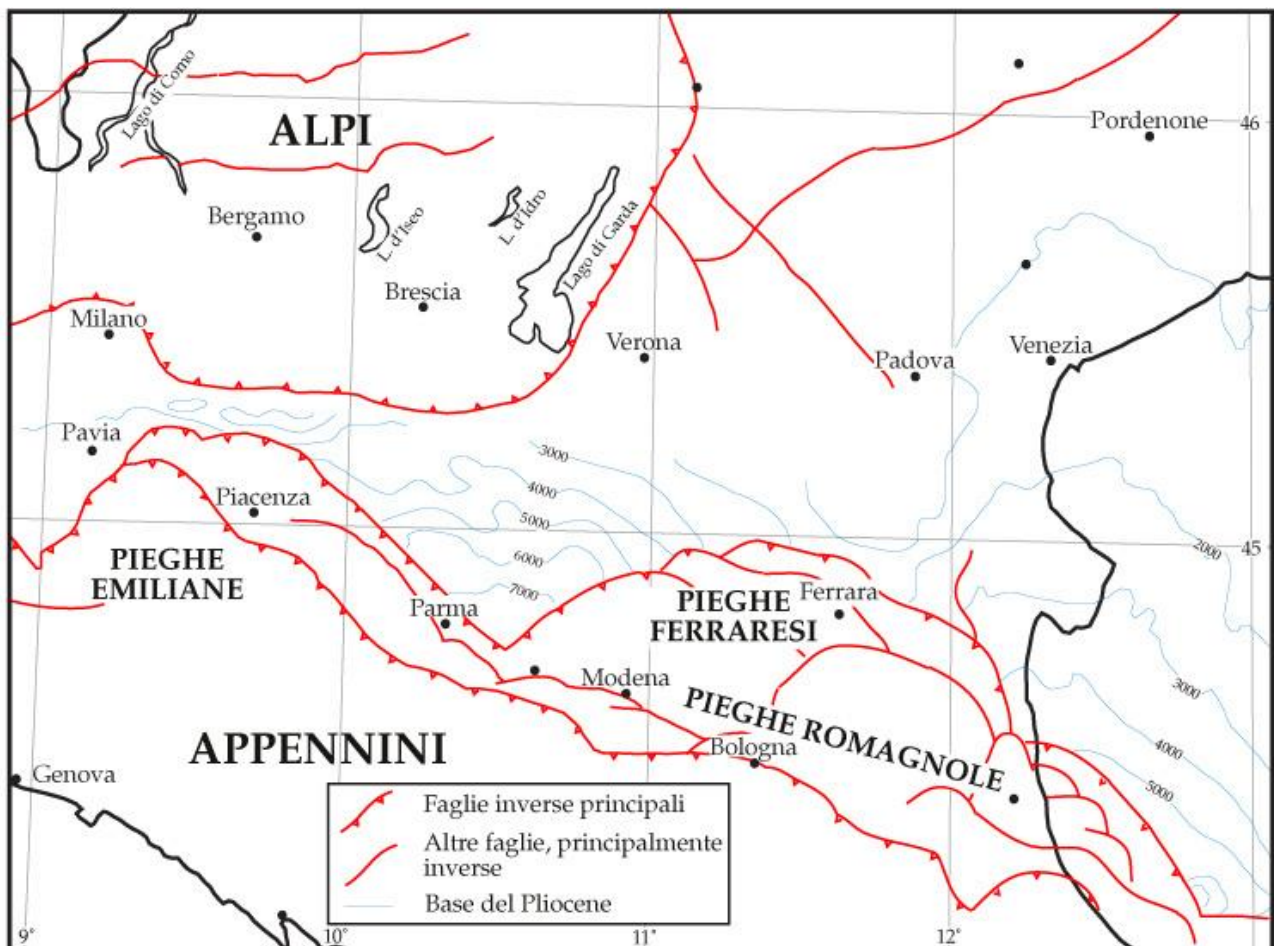 Lago di Como
ALPI
Pordenone
46
Bergamo
L. d'Iseo
L. d'Idro
Lago di Garda
Brescia
Milano
Verona
Padova
Venezia
Pavia
3000
4000
Piacenza
5000
2000
45
PIEGHE
EMILIANE
6000
7000
Parma
PIEGHE
FERRARESI
Ferrara
Modena
PIEGHE ROMAGNOLE
3000
APPENNINI
Bologna
4000
5000
Genova
Faglie inverse principali
Altre faglie, principalmente
inverse
Base del Pliocene
9°
10°
11°
12°